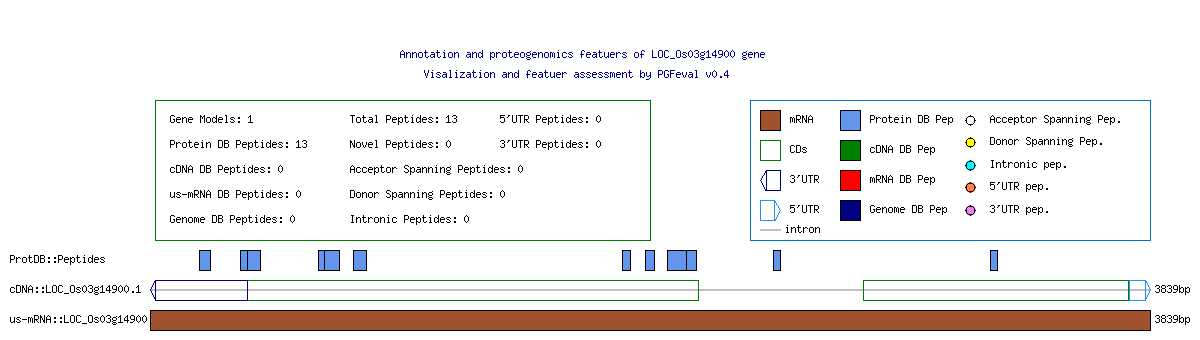 Annotation and proteogenomics featuers of LOC_Os03g14900 gene
Visalization and featuer assessment by PGFeval v0.4
Gene Models: 1 Total Peptides: 13 5'UTR Peptides: 0
Protein DB Peptides: 13 Novel Peptides: 0 3'UTR Peptides: 0
cDNA DB Peptides: 0 Acceptor Spanning Peptides: 0
us-mRNA DB Peptides: 0 Donor Spanning Peptides: 0
Genome DB Peptides: 0 Intronic Peptides: 0
mRNA Protein DB Pep Acceptor Spanning Pep.
CDs cDNA DB Pep Donor Spanning Pep.
3'UTR mRNA DB Pep Intronic pep.
5'UTR Genome DB Pep 5'UTR pep.
intron 3'UTR pep.
ProtDB::Peptides
cDNA::LOC_Os03g14900.1 3839bp
us-mRNA::LOC_Os03g14900 3839bp